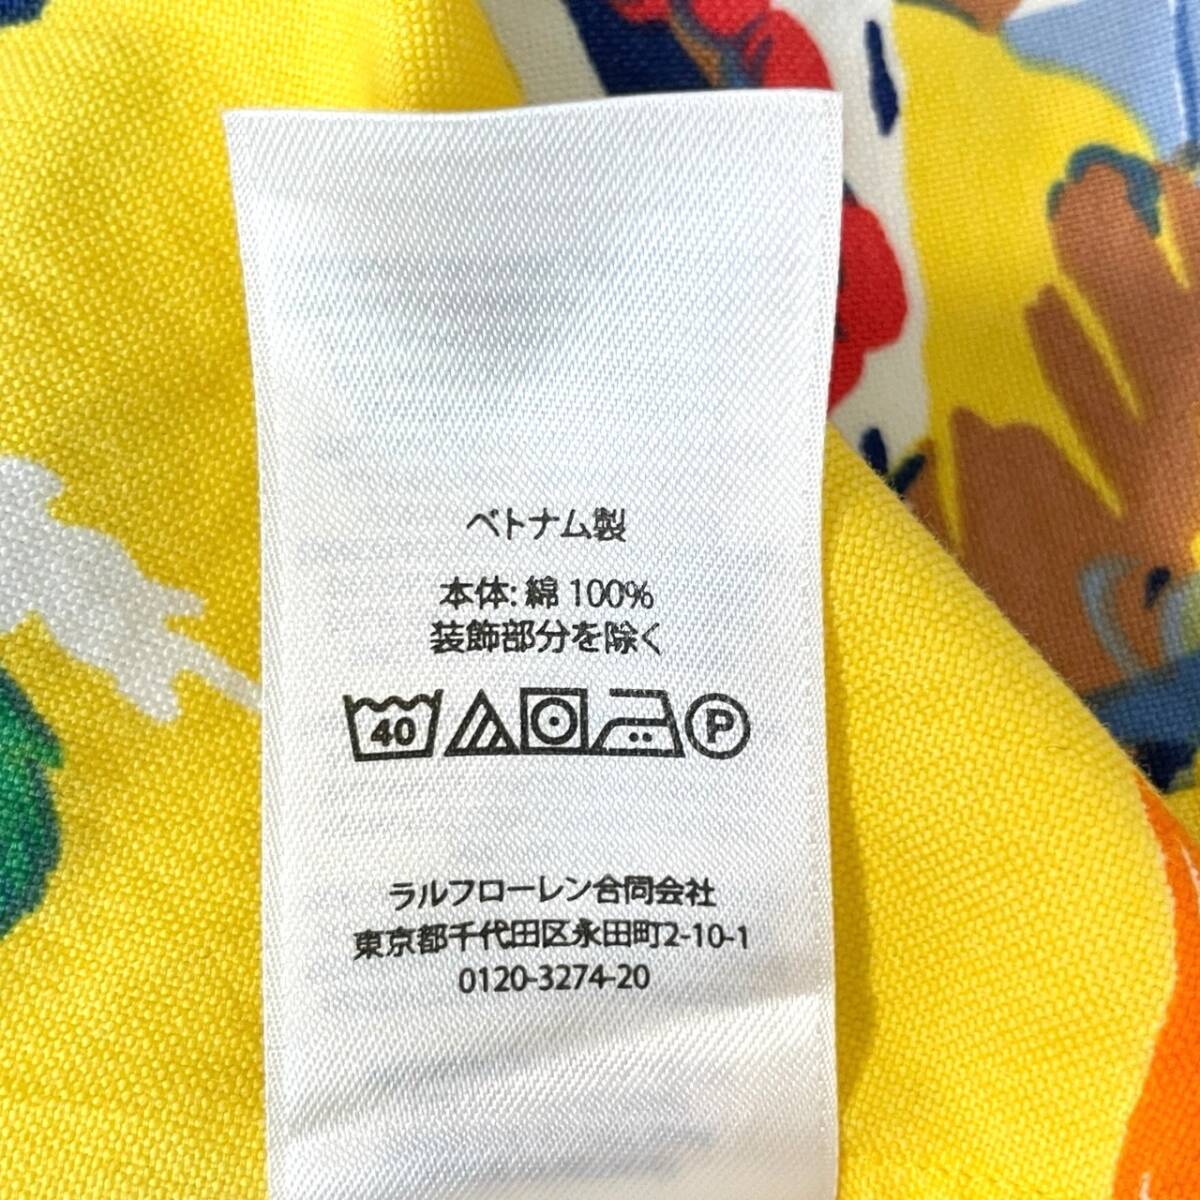 ベトナム製
本体: 綿 100%
装飾部分を除く
40 P
ラルフローレン合同会社
東京都千代田区永田町2-10-1
0120-3274-20